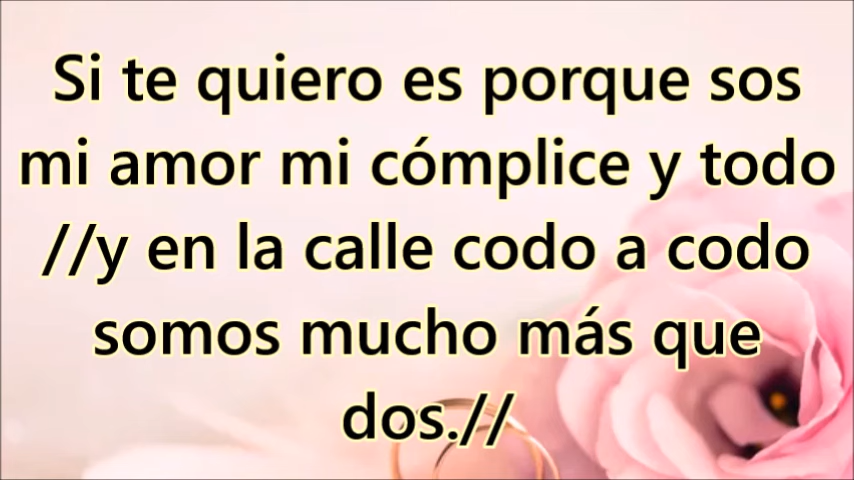 Si te quiero es porque sos
mi amor mi cómplice y todo
//y en la calle codo a codo
somos mucho más que
dos.//